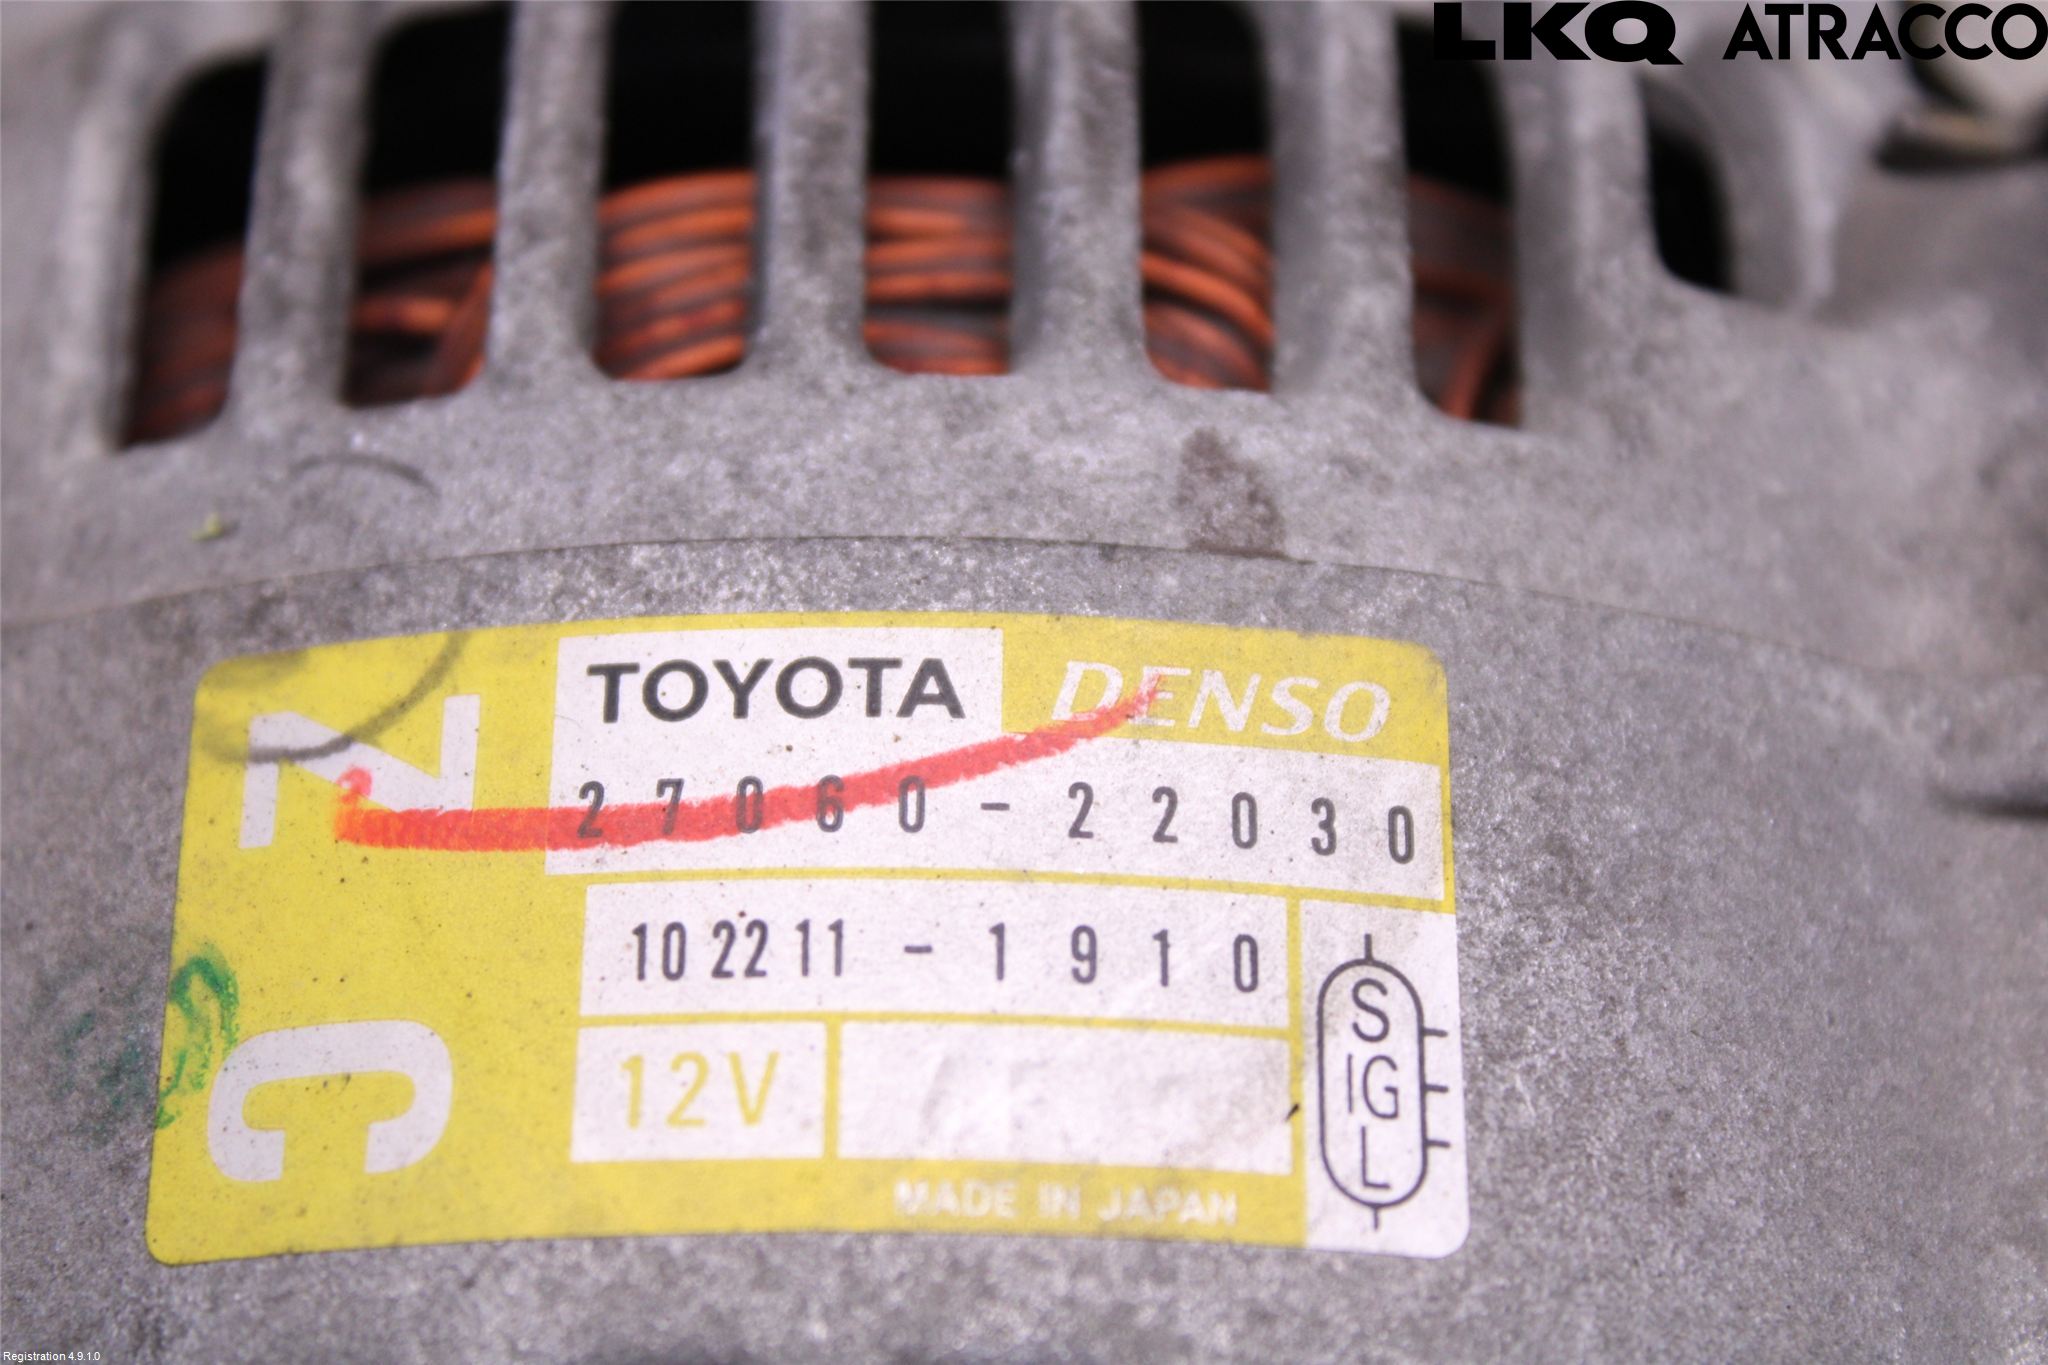 LKQ ATRACCO
TOYOTA DENSO
27060-22030
102211-1910
12V
MADE IN JAPAN
S
IG
L
Z
C
Registration 4.9.1.0